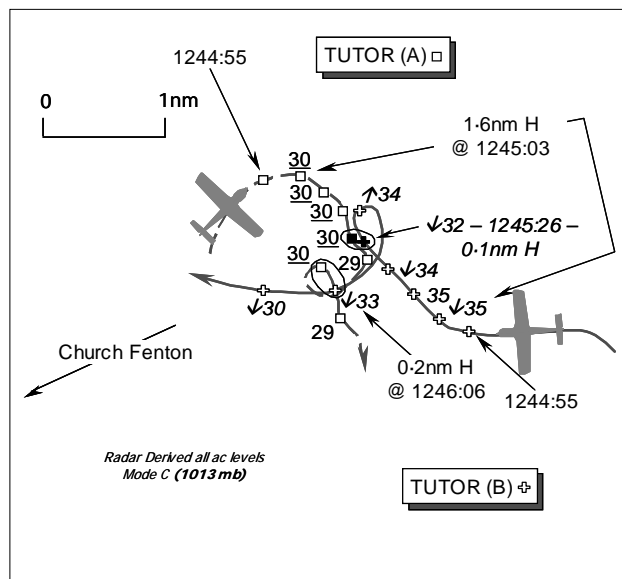 1244:55
TUTOR (A)
0 1nm
1·6nm H
@ 1245:03
30
30
30
↑34
↓32 – 1245:26 –
0·1nm H
30
29
↓34
35
↓35
30
↓30
↓33
29
Church Fenton
0·2nm H
@ 1246:06
1244:55
Radar Derived all ac levels
Mode C (1013 mb)
TUTOR (B)